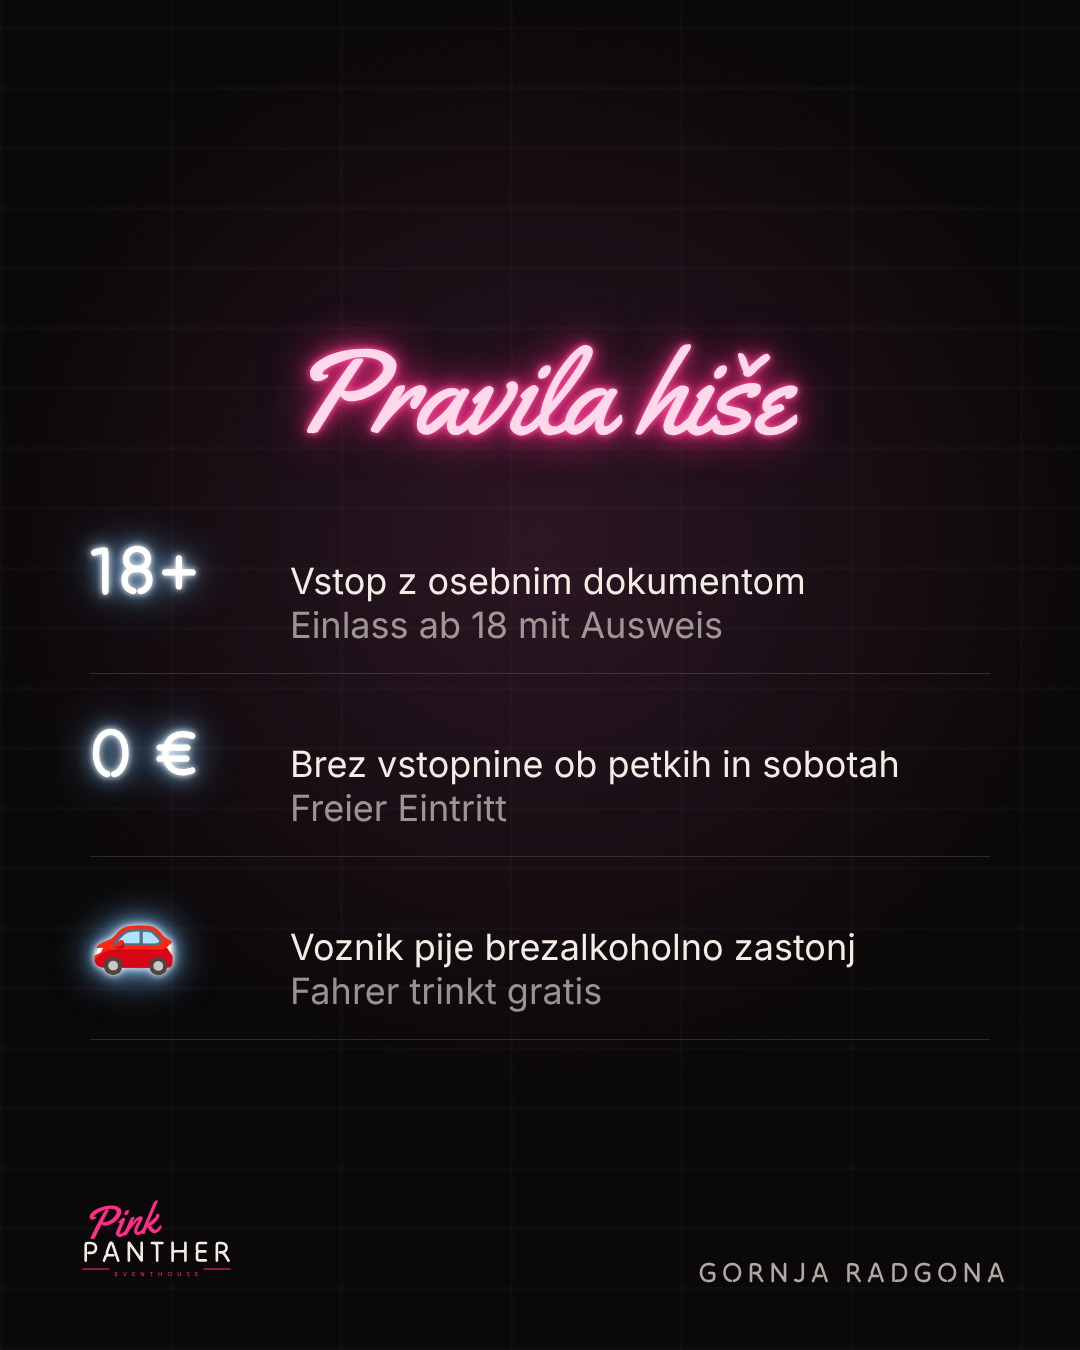 Pravila hiše
18+
Vstop z osebnim dokumentom
Einlass ab 18 mit Ausweis
0 €
Brez vstopnine ob petkih in sobotah
Freier Eintritt
Voznik pije brezalkoholno zastonj
Fahrer trinkt gratis
Pink
PANTHER
EVENTHOUSE
GORNJA RADGONA